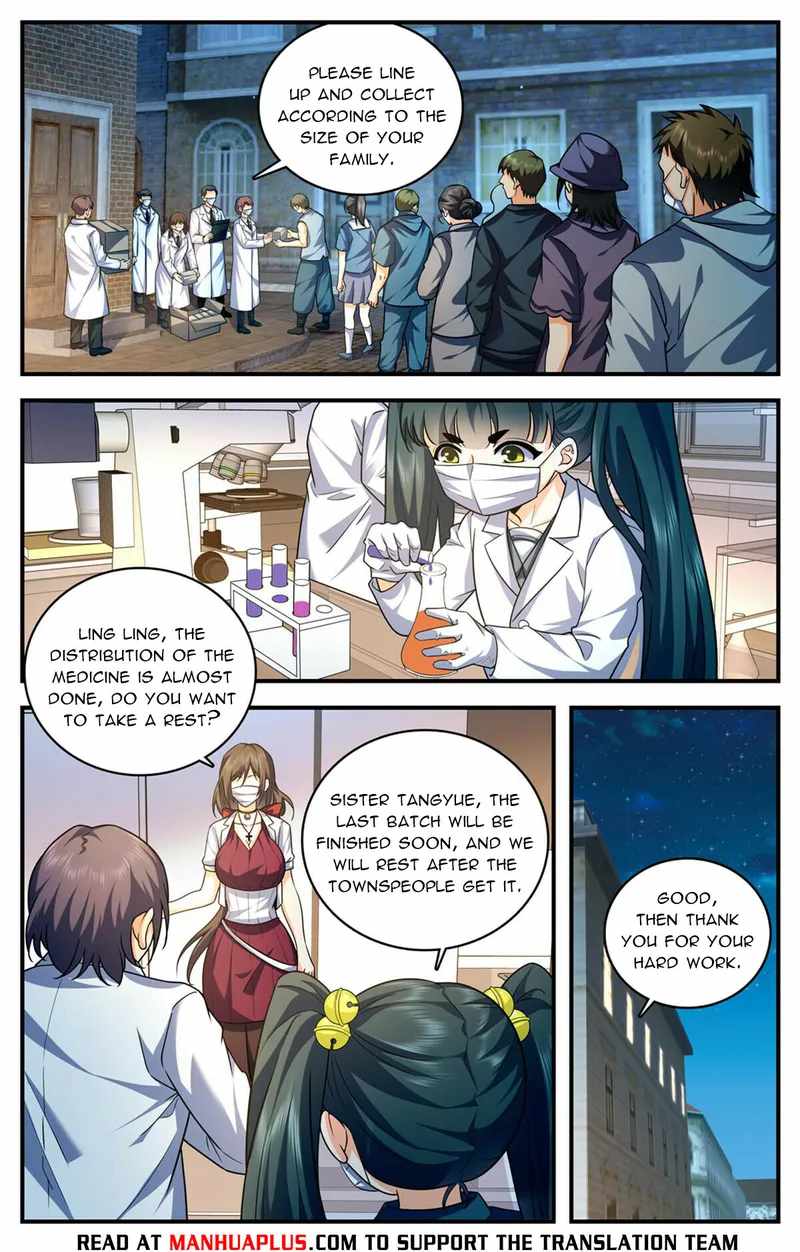 PLEASE LINE
UP AND COLLECT
ACCORDING TO THE
SIZE OF YOUR
FAMILY.
LING LING, THE
DISTRIBUTION OF THE
MEDICINE IS ALMOST
DONE, DO YOU WANT
TO TAKE A REST?
SISTER TANGYUE, THE
LAST BATCH WILL BE
FINISHED SOON, AND WE
WILL REST AFTER THE
TOWNSPEOPLE GET IT.
GOOD,
THEN THANK
YOU FOR YOUR
HARD WORK.
READ AT MANHUAPLUS.COM TO SUPPORT THE TRANSLATION TEAM